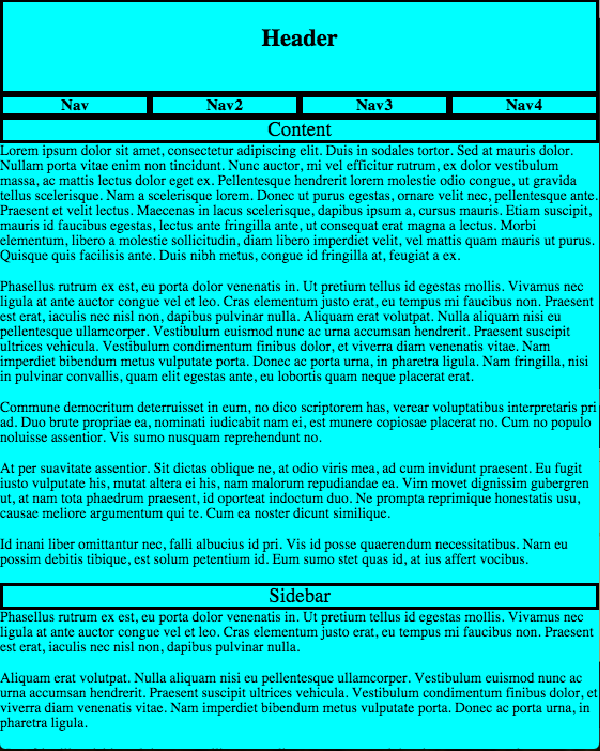 Header
Nav
Nav2
Nav3
Nav4
Content
Lorem ipsum dolor sit amet, consectetur adipiscing elit. Duis in sodales tortor. Sed at mauris dolor.
Nullam porta vitae enim non tincidunt. Nunc auctor, mi vel efficitur rutrum, ex dolor vestibulum
massa, ac mattis lectus dolor eget ex. Pellentesque hendrerit lorem molestie odio congue, ut gravida
tellus scelerisque. Nam a scelerisque lorem. Donec ut purus egestas, ornare velit nec, pellentesque ante.
Praesent et velit lectus. Maecenas in lacus scelerisque, dapibus ipsum a, cursus mauris. Etiam suscipit,
mauris id faucibus egestas, lectus ante fringilla ante, ut consequat erat magna a lectus. Morbi
elementum, libero a molestie sollicitudin, diam libero imperdiet velit, vel mattis quam mauris ut purus.
Quisque quis facilisis ante. Duis nibh metus, congue id fringilla at, feugiat a ex.
Phasellus rutrum ex est, eu porta dolor venenatis in. Ut pretium tellus id egestas mollis. Vivamus nec
ligula at ante auctor congue vel et leo. Cras elementum justo erat, eu tempus mi faucibus non. Praesent
est erat, iaculis nec nisl non, dapibus pulvinar nulla. Aliquam erat volutpat. Nulla aliquam nisi eu
pellentesque ullamcorper. Vestibulum euismod nunc ac urna accumsan hendrerit. Praesent suscipit
ultrices vehicula. Vestibulum condimentum finibus dolor, et viverra diam venenatis vitae. Nam
imperdiet bibendum metus vulputate porta. Donec ac porta urna, in pharetra ligula. Nam fringilla, nisi
in pulvinar convallis, quam elit egestas ante, eu lobortis quam neque placerat erat.
Commune democritum deterruisset in eum, no dico scriptorem has, verear voluptatibus interpretaris pri
ad. Duo brute propriae ea, nominati iudicabit nam ei, est munere copiosae placerat no. Cum no populo
noluisse assentior. Vis sumo nusquam reprehendunt no.
At per suavitate assentior. Sit dictas oblique ne, at odio viris mea, ad cum invidunt praesent. Eu fugit
iusto vulputate his, mutat altera ei his, nam malorum repudiandae ea. Vim movet dignissim gubergren
ut, at nam tota phaedrum praesent, id oporteat indoctum duo. Ne prompta reprimique honestatis usu,
causae meliore argumentum qui te. Cum ea noster dicunt similique.
Id inani liber omittantur nec, falli albucius id pri. Vis id posse quaerendum necessitatibus. Nam eu
possim debitis tibique, est solum petentium id. Eum sumo stet quas id, at ius affert vocibus.
Sidebar
Phasellus rutrum ex est, eu porta dolor venenatis in. Ut pretium tellus id egestas mollis. Vivamus nec
ligula at ante auctor congue vel et leo. Cras elementum justo erat, eu tempus mi faucibus non. Praesent
est erat, iaculis nec nisl non, dapibus pulvinar nulla.
Aliquam erat volutpat. Nulla aliquam nisi eu pellentesque ullamcorper. Vestibulum euismod nunc ac
urna accumsan hendrerit. Praesent suscipit ultrices vehicula. Vestibulum condimentum finibus dolor, et
viverra diam venenatis vitae. Nam imperdiet bibendum metus vulputate porta. Donec ac porta urna, in
pharetra ligula.